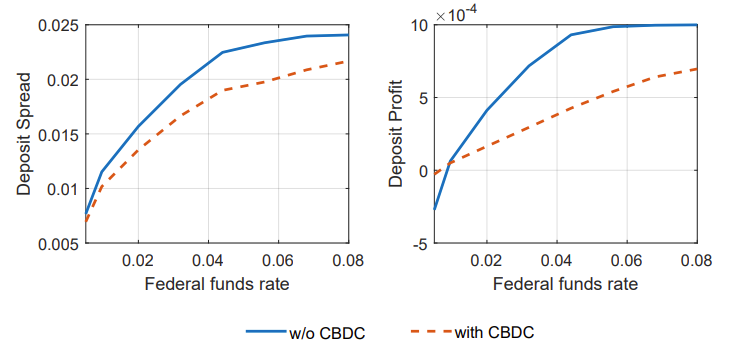 0.025
0.02
0.015
0.01
0.005
Deposit Spread
0.02 0.04 0.06 0.08
Federal funds rate
×10⁻⁴
10
5
0
-5
Deposit Profit
0.02 0.04 0.06 0.08
Federal funds rate
w/o CBDC with CBDC